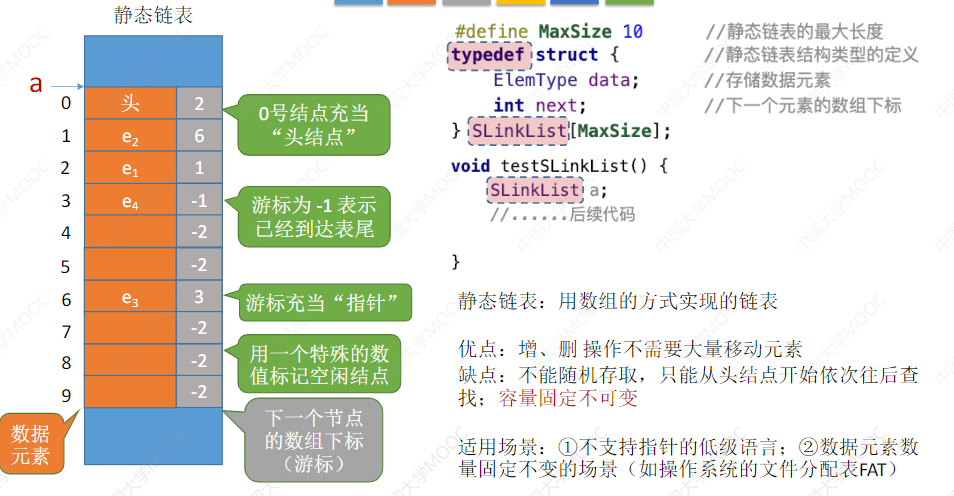 静态链表
a
0 头 2
1 e₂ 6
2 e₁ 1
3 e₄ -1
4 -2
5 -2
6 e₃ 3
7 -2
8 -2
9 -2
0号结点充当
“头结点”
游标为 -1 表示
已经到达表尾
游标充当“指针”
用一个特殊的数
值标记空闲结点
下一个节点
的数组下标
（游标）
数据
元素
#define MaxSize 10 //静态链表的最大长度
typedef struct { //静态链表结构类型的定义
ElemType data; //存储数据元素
int next; //下一个元素的数组下标
} SLinkList[MaxSize];
void testSLinkList() {
SLinkList a;
//......后续代码
}
静态链表：用数组的方式实现的链表
优点：增、删 操作不需要大量移动元素
缺点：不能随机存取，只能从头结点开始依次往后查
找；容量固定不可变
适用场景：①不支持指针的低级语言；②数据元素数
量固定不变的场景（如操作系统的文件分配表FAT）
中国大学MOOC